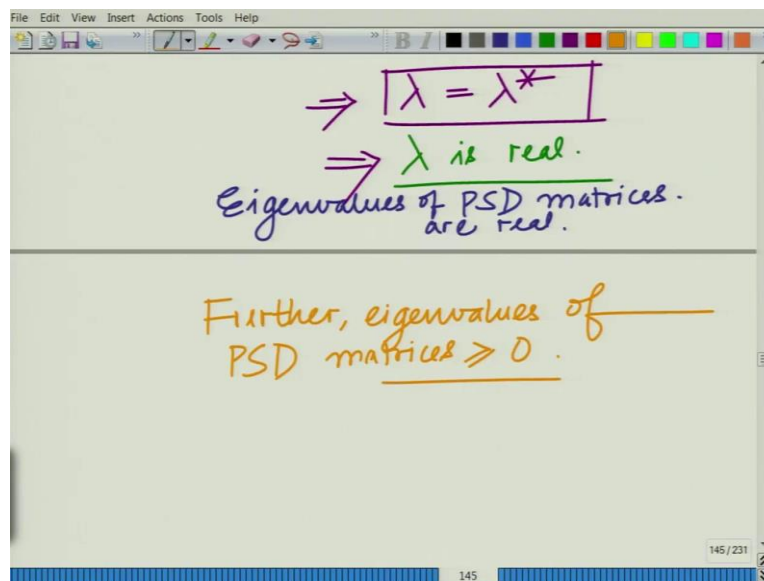 File Edit View Insert Actions Tools Help
B I
⇒ λ = λ*
⇒ λ is real.
Eigenvalues of PSD matrices.
are real.
Further, eigenvalues of
PSD matrices ≥ 0.
145/231
145